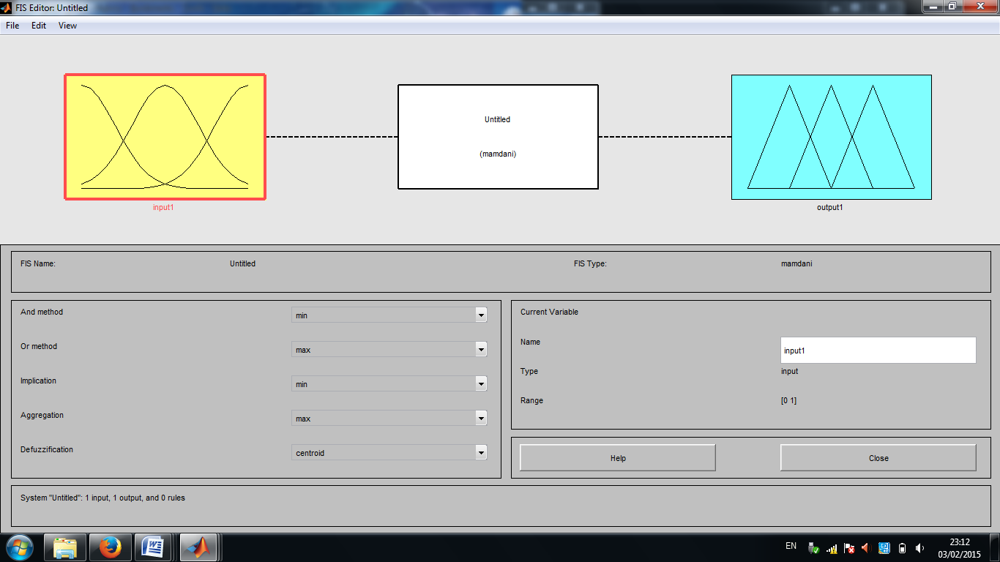 FIS Editor: Untitled
File Edit View
Untitled
(mamdani)
input1
output1
FIS Name: Untitled FIS Type: mamdani
And method min
Or method max
Implication min
Aggregation max
Defuzzification centroid
Current Variable
Name input1
Type input
Range [0 1]
Help Close
System "Untitled": 1 input, 1 output, and 0 rules
EN
23:12
03/02/2015